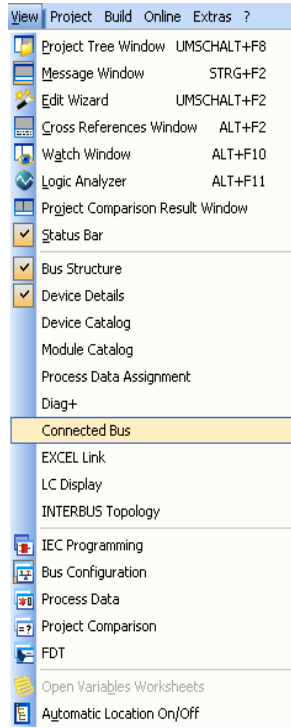 View Project Build Online Extras ?
Project Tree Window UMSCHALT+F8
Message Window STRG+F2
Edit Wizard UMSCHALT+F2
Cross References Window ALT+F2
Watch Window ALT+F10
Logic Analyzer ALT+F11
Project Comparison Result Window
Status Bar
Bus Structure
Device Details
Device Catalog
Module Catalog
Process Data Assignment
Diag+
Connected Bus
EXCEL Link
LC Display
INTERBUS Topology
IEC Programming
Bus Configuration
Process Data
Project Comparison
FDT
Open Variables Worksheets
Automatic Location On/Off